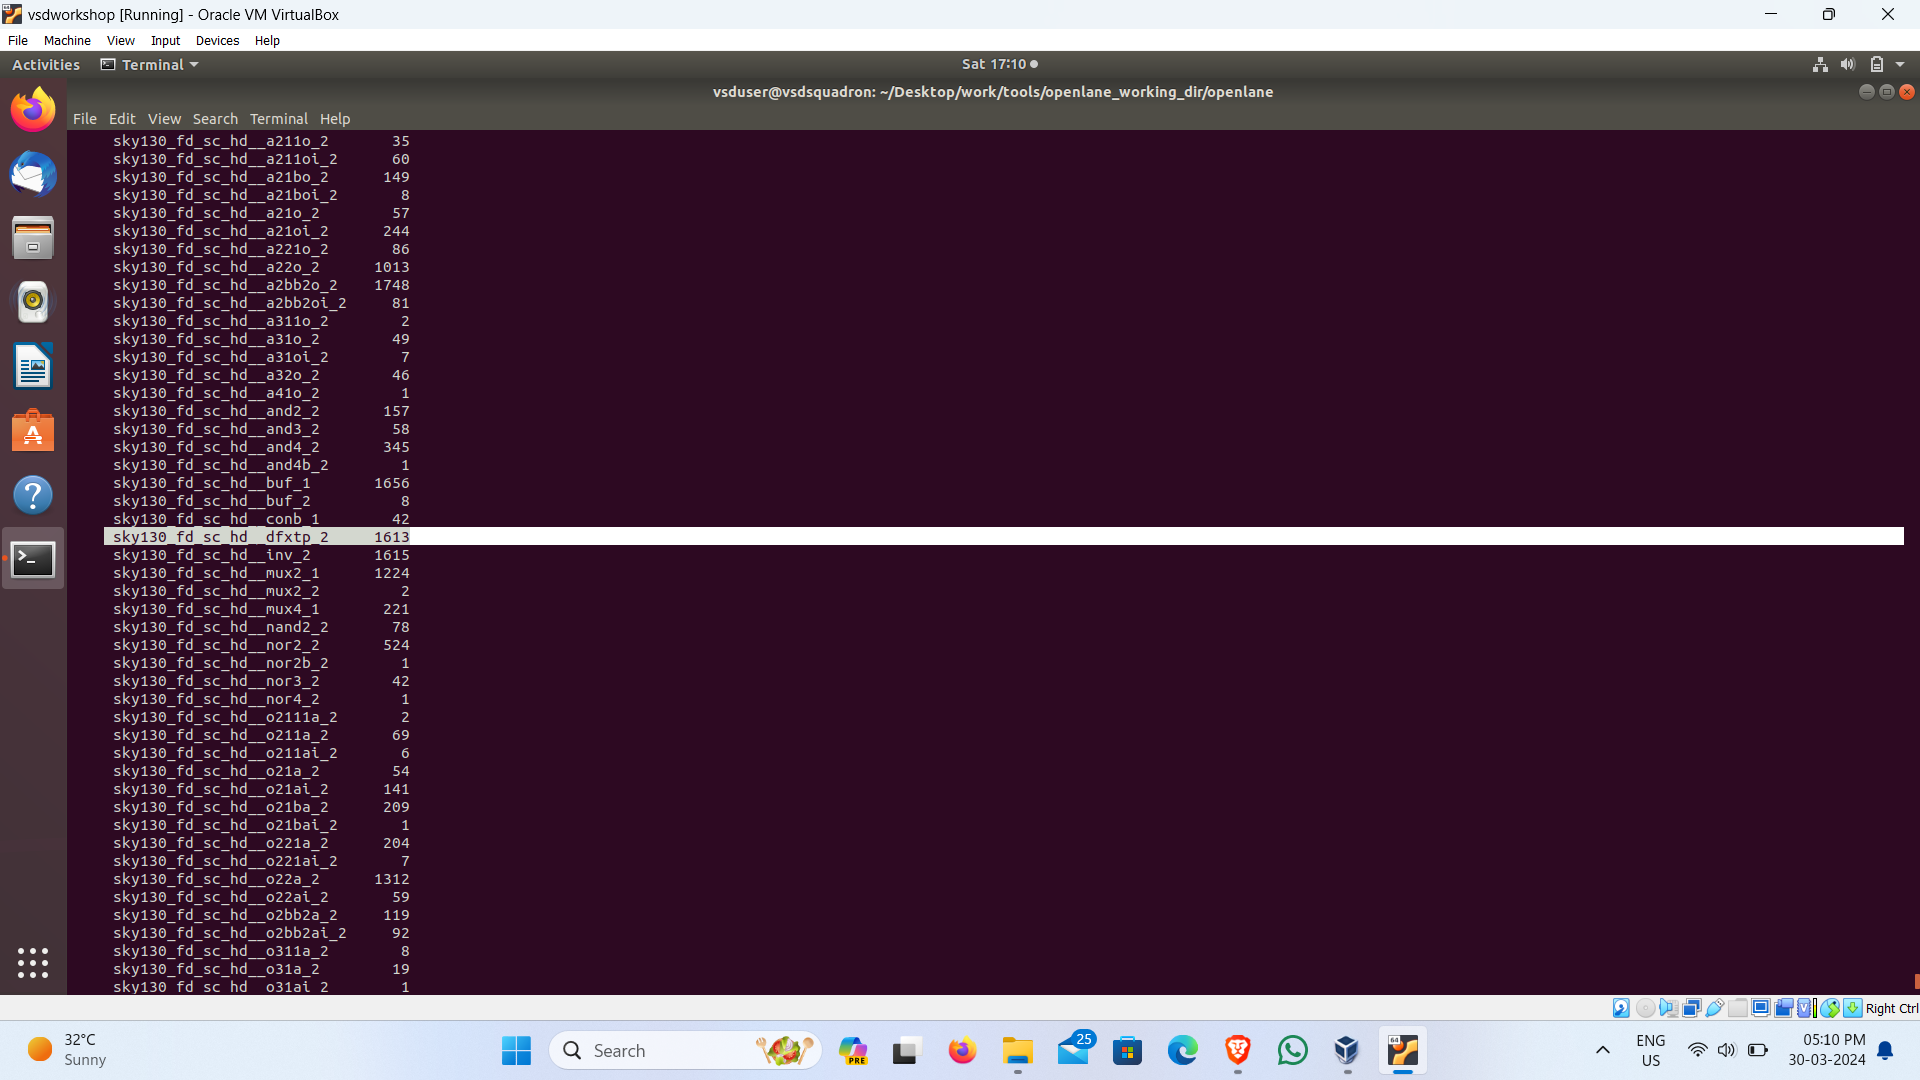 vsdworkshop [Running] - Oracle VM VirtualBox
File Machine View Input Devices Help
Activities Terminal Sat 17:10
vsduser@vsdsquadron: ~/Desktop/work/tools/openlane_working_dir/openlane
File Edit View Search Terminal Help
sky130_fd_sc_hd__a211o_2 35
sky130_fd_sc_hd__a211oi_2 60
sky130_fd_sc_hd__a21bo_2 149
sky130_fd_sc_hd__a21boi_2 8
sky130_fd_sc_hd__a21o_2 57
sky130_fd_sc_hd__a21oi_2 244
sky130_fd_sc_hd__a221o_2 86
sky130_fd_sc_hd__a22o_2 1013
sky130_fd_sc_hd__a2bb2o_2 1748
sky130_fd_sc_hd__a2bb2oi_2 81
sky130_fd_sc_hd__a311o_2 2
sky130_fd_sc_hd__a31o_2 49
sky130_fd_sc_hd__a31oi_2 7
sky130_fd_sc_hd__a32o_2 46
sky130_fd_sc_hd__a41o_2 1
sky130_fd_sc_hd__and2_2 157
sky130_fd_sc_hd__and3_2 58
sky130_fd_sc_hd__and4_2 345
sky130_fd_sc_hd__and4b_2 1
sky130_fd_sc_hd__buf_1 1656
sky130_fd_sc_hd__buf_2 8
sky130_fd_sc_hd__conb_1 42
sky130_fd_sc_hd__dfxtp_2 1613
sky130_fd_sc_hd__inv_2 1615
sky130_fd_sc_hd__mux2_1 1224
sky130_fd_sc_hd__mux2_2 2
sky130_fd_sc_hd__mux4_1 221
sky130_fd_sc_hd__nand2_2 78
sky130_fd_sc_hd__nor2_2 524
sky130_fd_sc_hd__nor2b_2 1
sky130_fd_sc_hd__nor3_2 42
sky130_fd_sc_hd__nor4_2 1
sky130_fd_sc_hd__o2111a_2 2
sky130_fd_sc_hd__o211a_2 69
sky130_fd_sc_hd__o211ai_2 6
sky130_fd_sc_hd__o21a_2 54
sky130_fd_sc_hd__o21ai_2 141
sky130_fd_sc_hd__o21ba_2 209
sky130_fd_sc_hd__o21bai_2 1
sky130_fd_sc_hd__o221a_2 204
sky130_fd_sc_hd__o221ai_2 7
sky130_fd_sc_hd__o22a_2 1312
sky130_fd_sc_hd__o22ai_2 59
sky130_fd_sc_hd__o2bb2a_2 119
sky130_fd_sc_hd__o2bb2ai_2 92
sky130_fd_sc_hd__o311a_2 8
sky130_fd_sc_hd__o31a_2 19
sky130_fd_sc_hd__o31ai_2 1
Right Ctrl
32°C
Sunny
Search
PRE
25
64
ENG
US
05:10 PM
30-03-2024